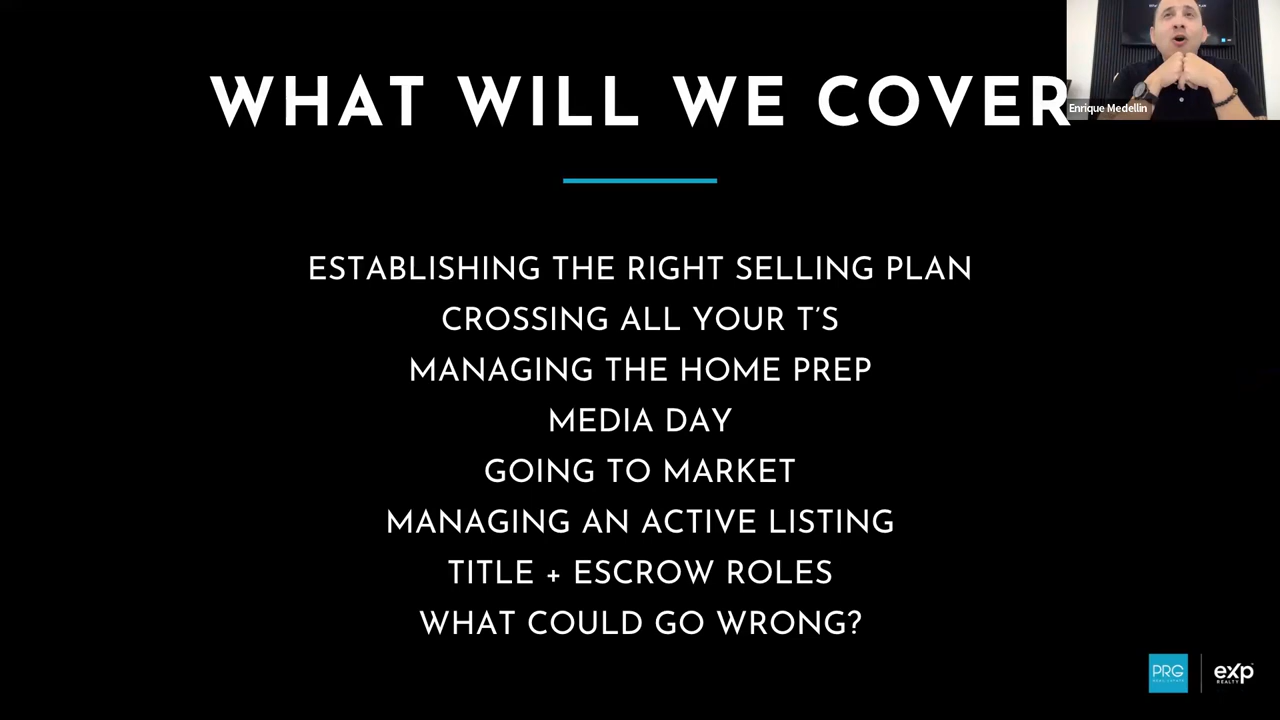 WHAT WILL WE COVER
Enrique Medellin
ESTABLISHING THE RIGHT SELLING PLAN
CROSSING ALL YOUR T’S
MANAGING THE HOME PREP
MEDIA DAY
GOING TO MARKET
MANAGING AN ACTIVE LISTING
TITLE + ESCROW ROLES
WHAT COULD GO WRONG?
PRG
eXp
REALTY